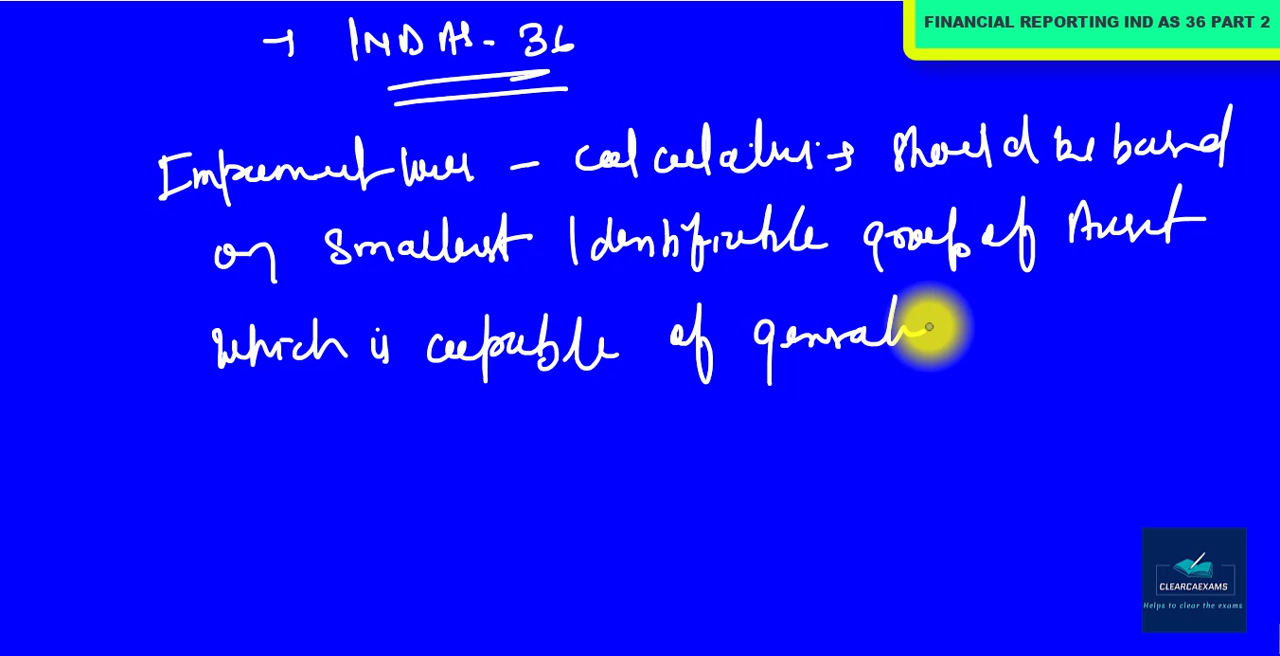 FINANCIAL REPORTING IND AS 36 PART 2
→ IND AS - 36
Impairment loss - calculation → should be based
on smallest Identifiable group of Asset
which is capable of
CLEARCAEXAMS
Helps to clear the exams